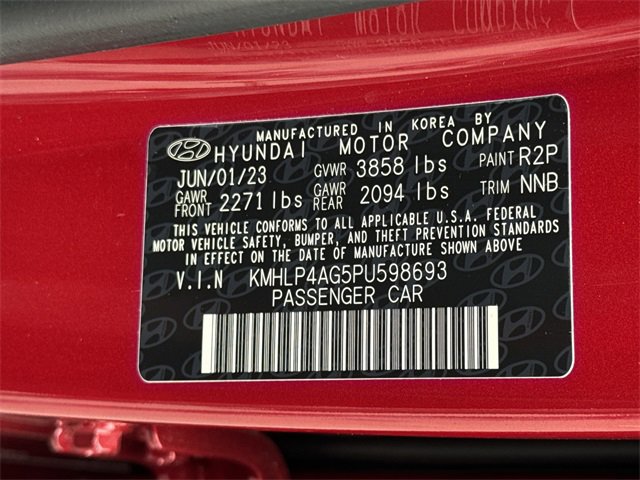 MANUFACTURED IN KOREA BY
HYUNDAI MOTOR COMPANY
JUN/01/23 GVWR 3858 lbs PAINT R2P
GAWR FRONT 2271 lbs GAWR REAR 2094 lbs TRIM NNB
THIS VEHICLE CONFORMS TO ALL APPLICABLE U.S.A. FEDERAL
MOTOR VEHICLE SAFETY, BUMPER, AND THEFT PREVENTION STANDARDS
IN EFFECT ON THE DATE OF MANUFACTURE SHOWN ABOVE
V.I.N KMHLP4AG5PU598693
PASSENGER CAR